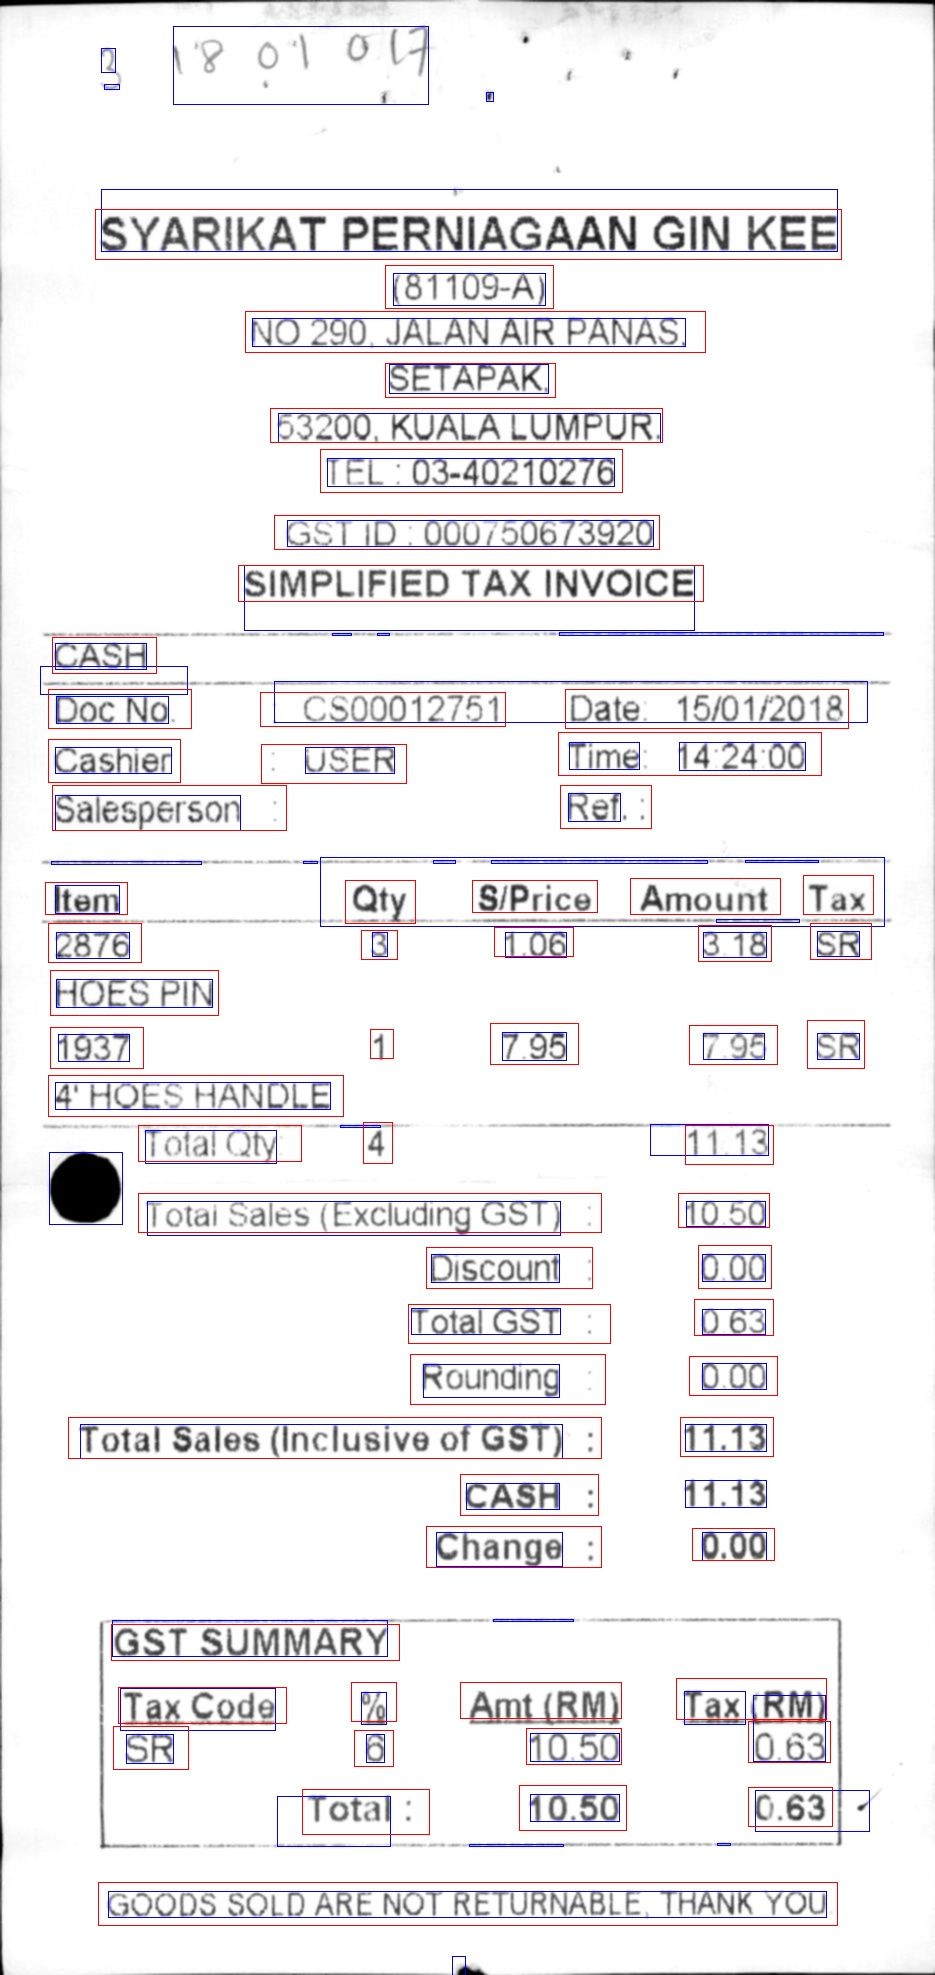 3 18 01 017
SYARIKAT PERNIAGAAN GIN KEE
(81109-A)
NO 290, JALAN AIR PANAS,
SETAPAK,
53200, KUALA LUMPUR.
TEL : 03-40210276
GST ID : 000750673920
SIMPLIFIED TAX INVOICE
CASH
Doc No. CS00012751 Date: 15/01/2018
Cashier : USER Time: 14:24:00
Salesperson : Ref. :
Item Qty S/Price Amount Tax
2876 3 1.06 3.18 SR
HOES PIN
1937 1 7.95 7.95 SR
4' HOES HANDLE
Total Qty: 4 11.13
Total Sales (Excluding GST) : 10.50
Discount : 0.00
Total GST : 0.63
Rounding : 0.00
Total Sales (Inclusive of GST) : 11.13
CASH : 11.13
Change : 0.00
GST SUMMARY
Tax Code % Amt (RM) Tax (RM)
SR 6 10.50 0.63
Total : 10.50 0.63
GOODS SOLD ARE NOT RETURNABLE, THANK YOU